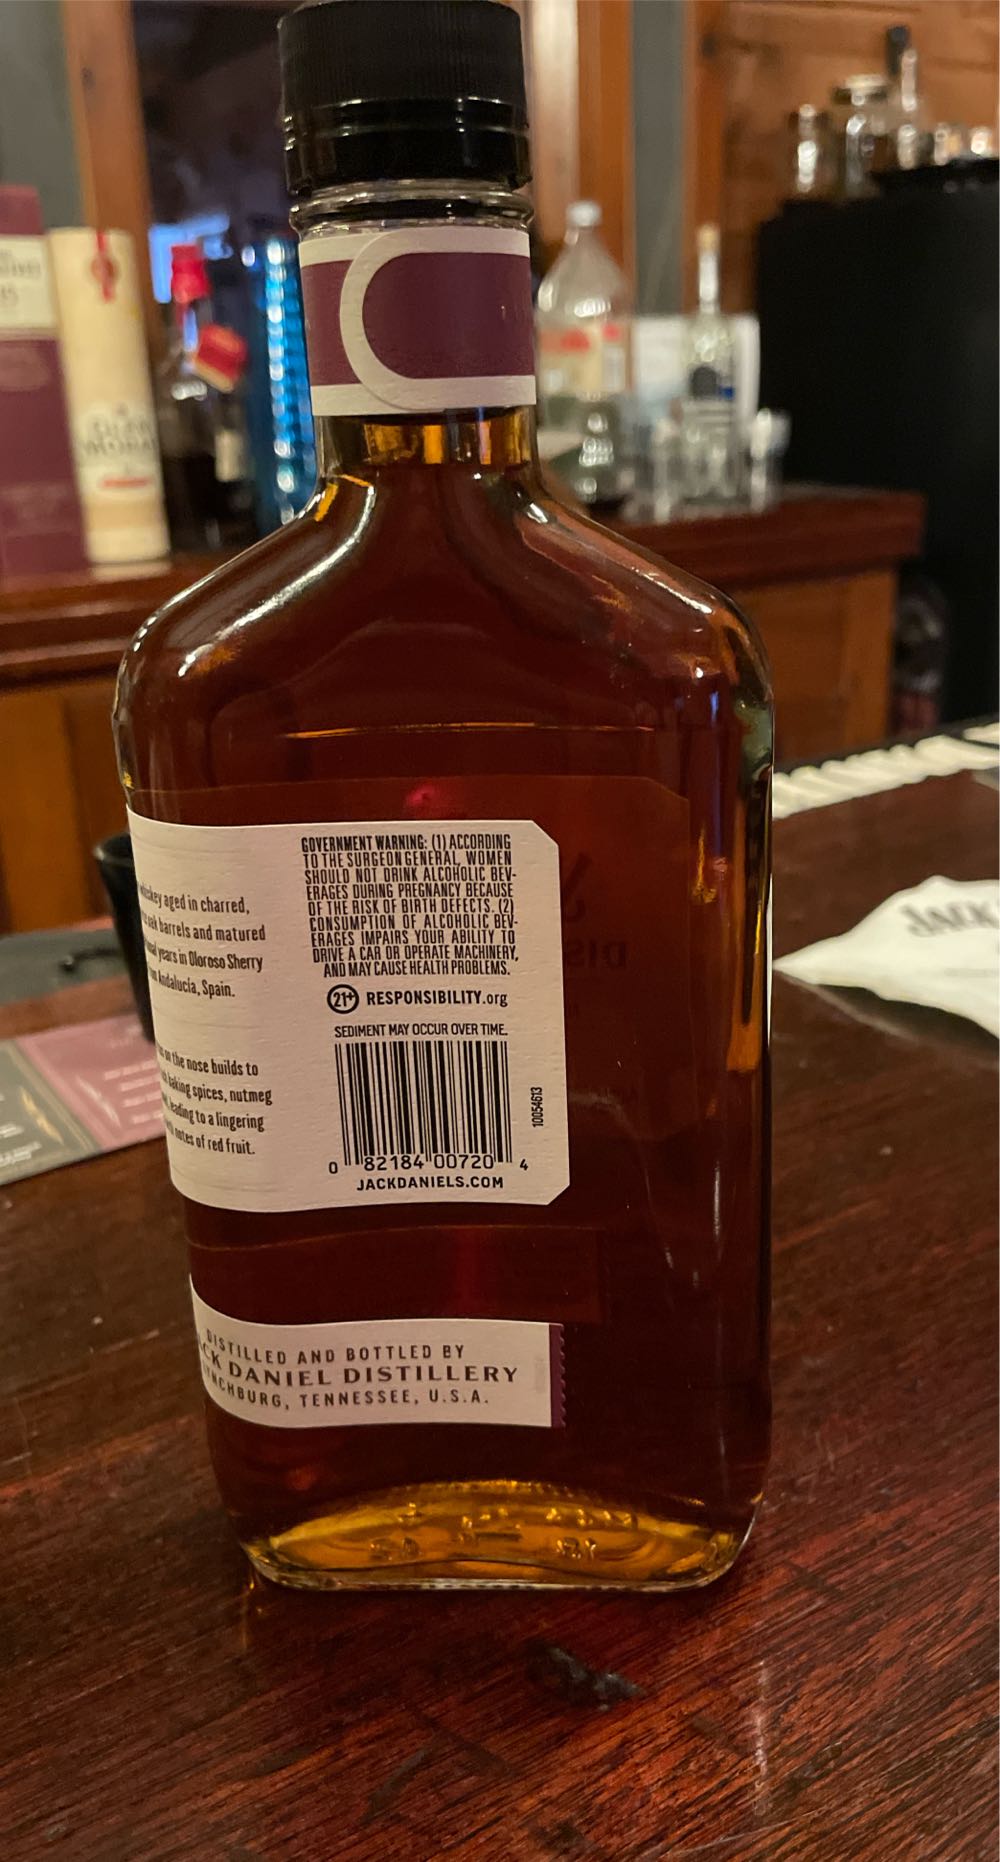 whiskey aged in charred,
oak barrels and matured
years in Oloroso Sherry
Andalucía, Spain.
on the nose builds to
baking spices, nutmeg
leading to a lingering
notes of red fruit.
GOVERNMENT WARNING: (1) ACCORDING
TO THE SURGEON GENERAL, WOMEN
SHOULD NOT DRINK ALCOHOLIC BEV-
ERAGES DURING PREGNANCY BECAUSE
OF THE RISK OF BIRTH DEFECTS. (2)
CONSUMPTION OF ALCOHOLIC BEV-
ERAGES IMPAIRS YOUR ABILITY TO
DRIVE A CAR OR OPERATE MACHINERY,
AND MAY CAUSE HEALTH PROBLEMS.
21+ RESPONSIBILITY.org
SEDIMENT MAY OCCUR OVER TIME.
10054613
0 82184 00720 4
JACKDANIELS.COM
DISTILLED AND BOTTLED BY
CK DANIEL DISTILLERY
NCHBURG, TENNESSEE, U.S.A.
JACK